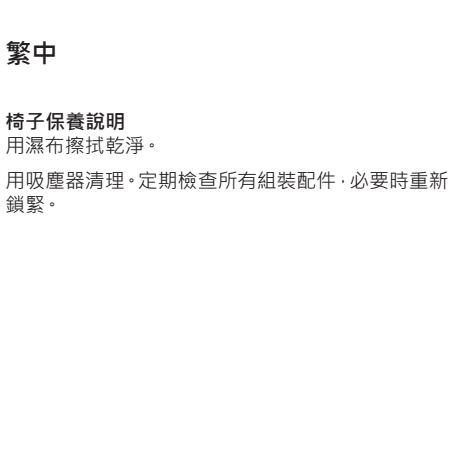 繁中
椅子保養說明
用濕布擦拭乾淨。
用吸塵器清理。定期檢查所有組裝配件，必要時重新
鎖緊。